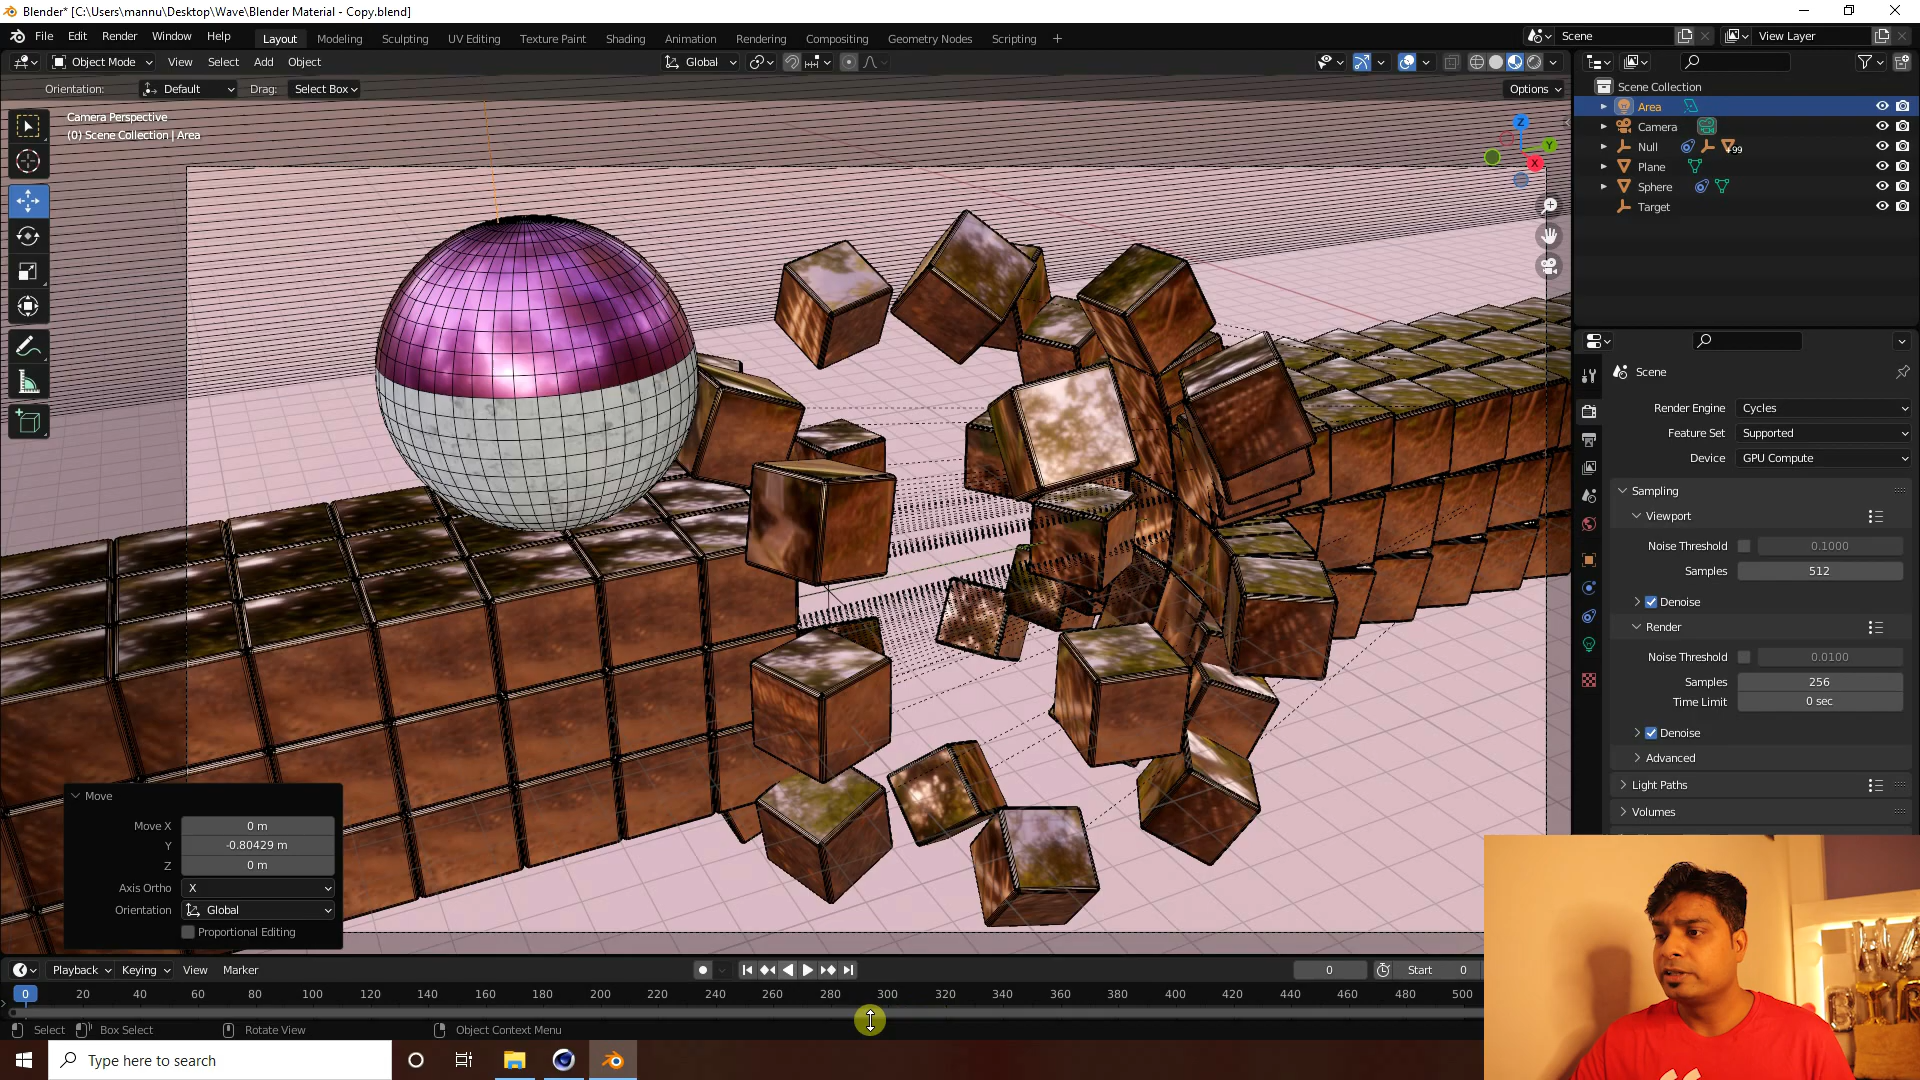 Blender* [C:\Users\mannu\Desktop\Wave\Blender Material - Copy.blend]
File Edit Render Window Help Layout Modeling Sculpting UV Editing Texture Paint Shading Animation Rendering Compositing Geometry Nodes Scripting + Scene View Layer
Object Mode View Select Add Object Global
Orientation: Default Drag: Select Box Options
Camera Perspective
(0) Scene Collection | Area
Z
Y
X
Scene Collection
Area
Camera
Null +99
Plane
Sphere
Target
Scene
Render Engine Cycles
Feature Set Supported
Device GPU Compute
Sampling
Viewport
Noise Threshold 0.1000
Samples 512
Denoise
Render
Noise Threshold 0.0100
Samples 256
Time Limit 0 sec
Denoise
Advanced
Light Paths
Volumes
Move
Move X 0 m
Y -0.80429 m
Z 0 m
Axis Ortho X
Orientation Global
Proportional Editing
Playback Keying View Marker 0 Start 0
0 20 40 60 80 100 120 140 160 180 200 220 240 260 280 300 320 340 360 380 400 420 440 460 480 500
Select Box Select Rotate View Object Context Menu
Type here to search